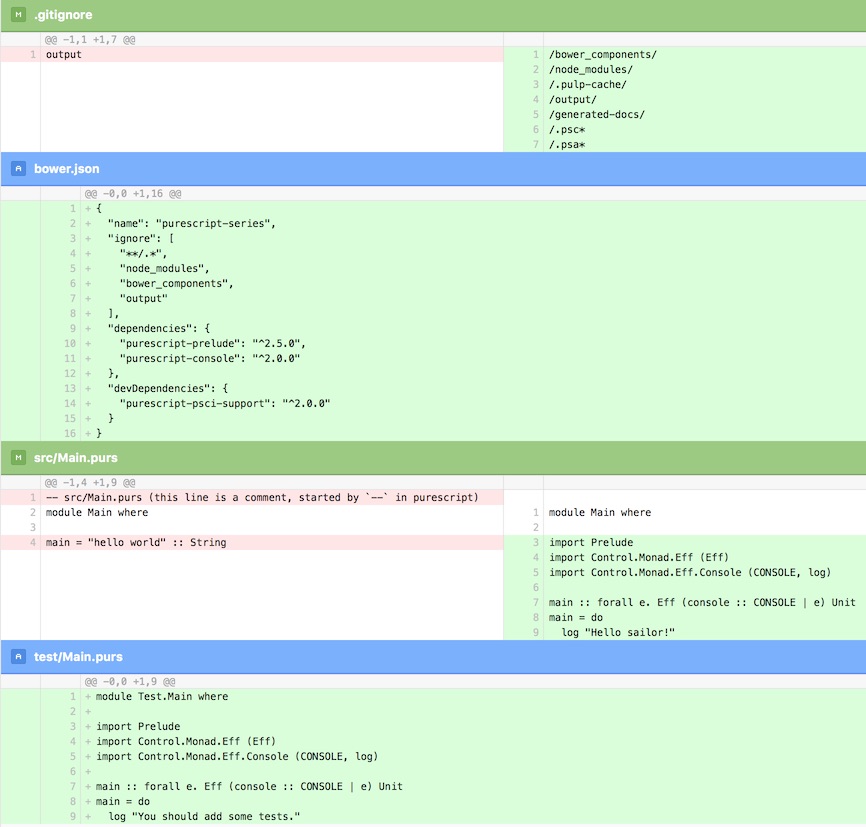 M .gitignore
@@ -1,1 +1,7 @@
1 output
1 /bower_components/
2 /node_modules/
3 /.pulp-cache/
4 /output/
5 /generated-docs/
6 /.psc*
7 /.psa*
A bower.json
@@ -0,0 +1,16 @@
1 + {
2 +   "name": "purescript-series",
3 +   "ignore": [
4 +     "**/.*",
5 +     "node_modules",
6 +     "bower_components",
7 +     "output"
8 +   ],
9 +   "dependencies": {
10 +     "purescript-prelude": "^2.5.0",
11 +     "purescript-console": "^2.0.0"
12 +   },
13 +   "devDependencies": {
14 +     "purescript-psci-support": "^2.0.0"
15 +   }
16 + }
M src/Main.purs
@@ -1,4 +1,9 @@
1 -- src/Main.purs (this line is a comment, started by `--` in purescript)
2 module Main where
3
4 main = "hello world" :: String
1 module Main where
2
3 import Prelude
4 import Control.Monad.Eff (Eff)
5 import Control.Monad.Eff.Console (CONSOLE, log)
6
7 main :: forall e. Eff (console :: CONSOLE | e) Unit
8 main = do
9   log "Hello sailor!"
A test/Main.purs
@@ -0,0 +1,9 @@
1 + module Test.Main where
2 +
3 + import Prelude
4 + import Control.Monad.Eff (Eff)
5 + import Control.Monad.Eff.Console (CONSOLE, log)
6 +
7 + main :: forall e. Eff (console :: CONSOLE | e) Unit
8 + main = do
9 +   log "You should add some tests."